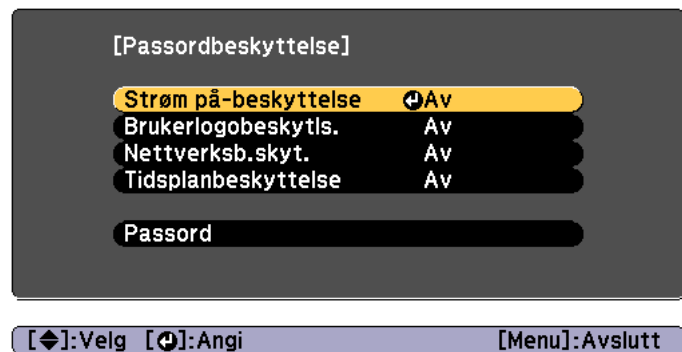 [Passordbeskyttelse]
Strøm på-beskyttelse Av
Brukerlogobeskytls. Av
Nettverksb.skyt. Av
Tidsplanbeskyttelse Av
Passord
[◆]:Velg [⏎]:Angi [Menu]:Avslutt